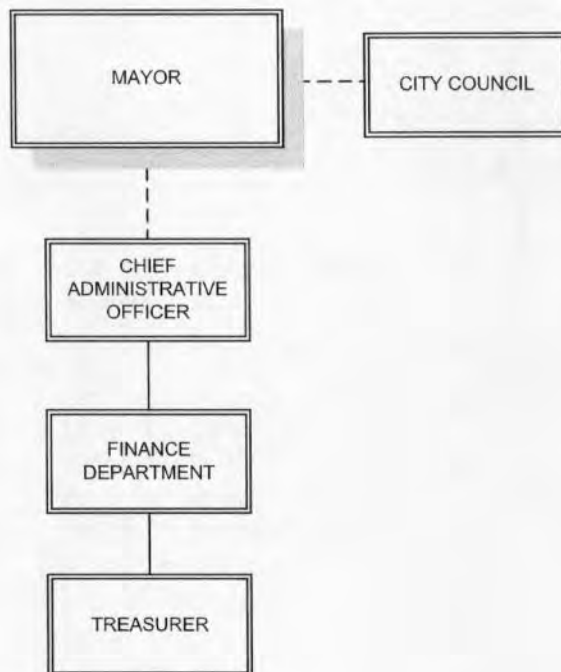 MAYOR
CITY COUNCIL
CHIEF
ADMINISTRATIVE
OFFICER
FINANCE
DEPARTMENT
TREASURER